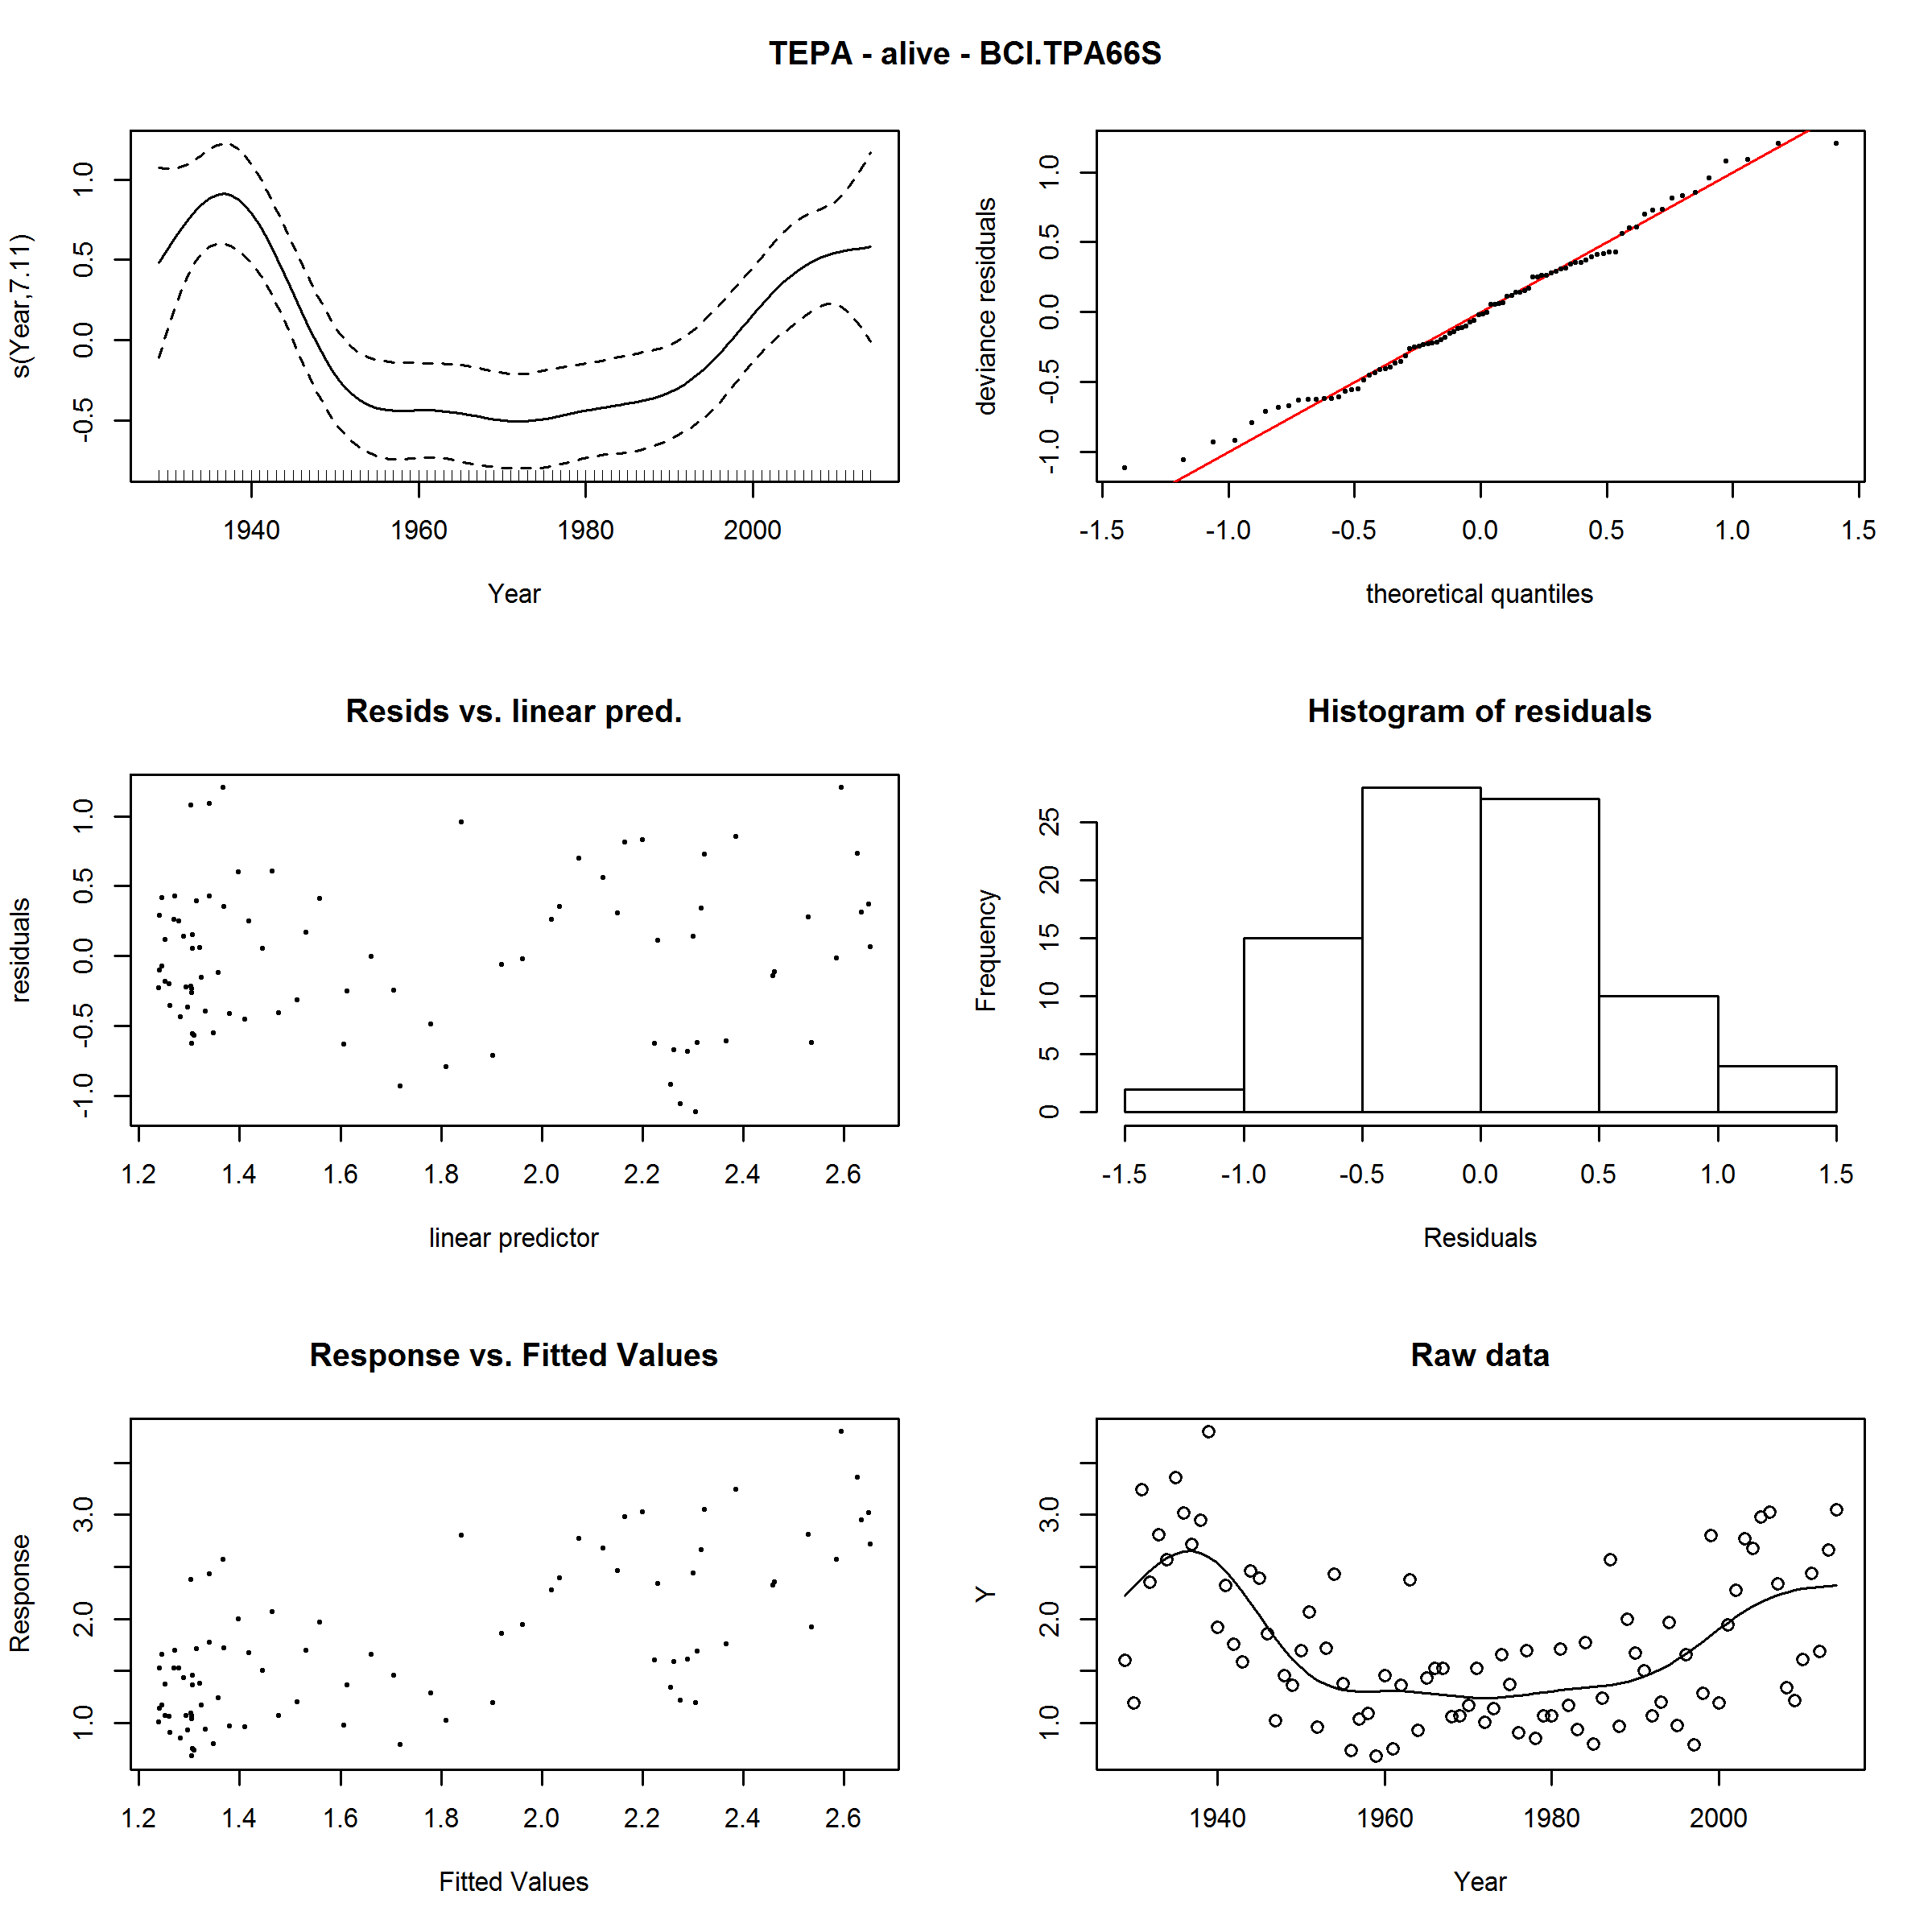 TEPA - alive - BCI.TPA66S
s(Year,7.11)
1.0
0.5
0.0
-0.5
1940 1960 1980 2000
Year
deviance residuals
1.0
0.5
0.0
-0.5
-1.0
-1.5 -1.0 -0.5 0.0 0.5 1.0 1.5
theoretical quantiles
Resids vs. linear pred.
residuals
1.0
0.5
0.0
-0.5
-1.0
1.2 1.4 1.6 1.8 2.0 2.2 2.4 2.6
linear predictor
Histogram of residuals
Frequency
25
20
15
10
5
0
-1.5 -1.0 -0.5 0.0 0.5 1.0 1.5
Residuals
Response vs. Fitted Values
Response
3.0
2.0
1.0
1.2 1.4 1.6 1.8 2.0 2.2 2.4 2.6
Fitted Values
Raw data
Y
3.0
2.0
1.0
1940 1960 1980 2000
Year